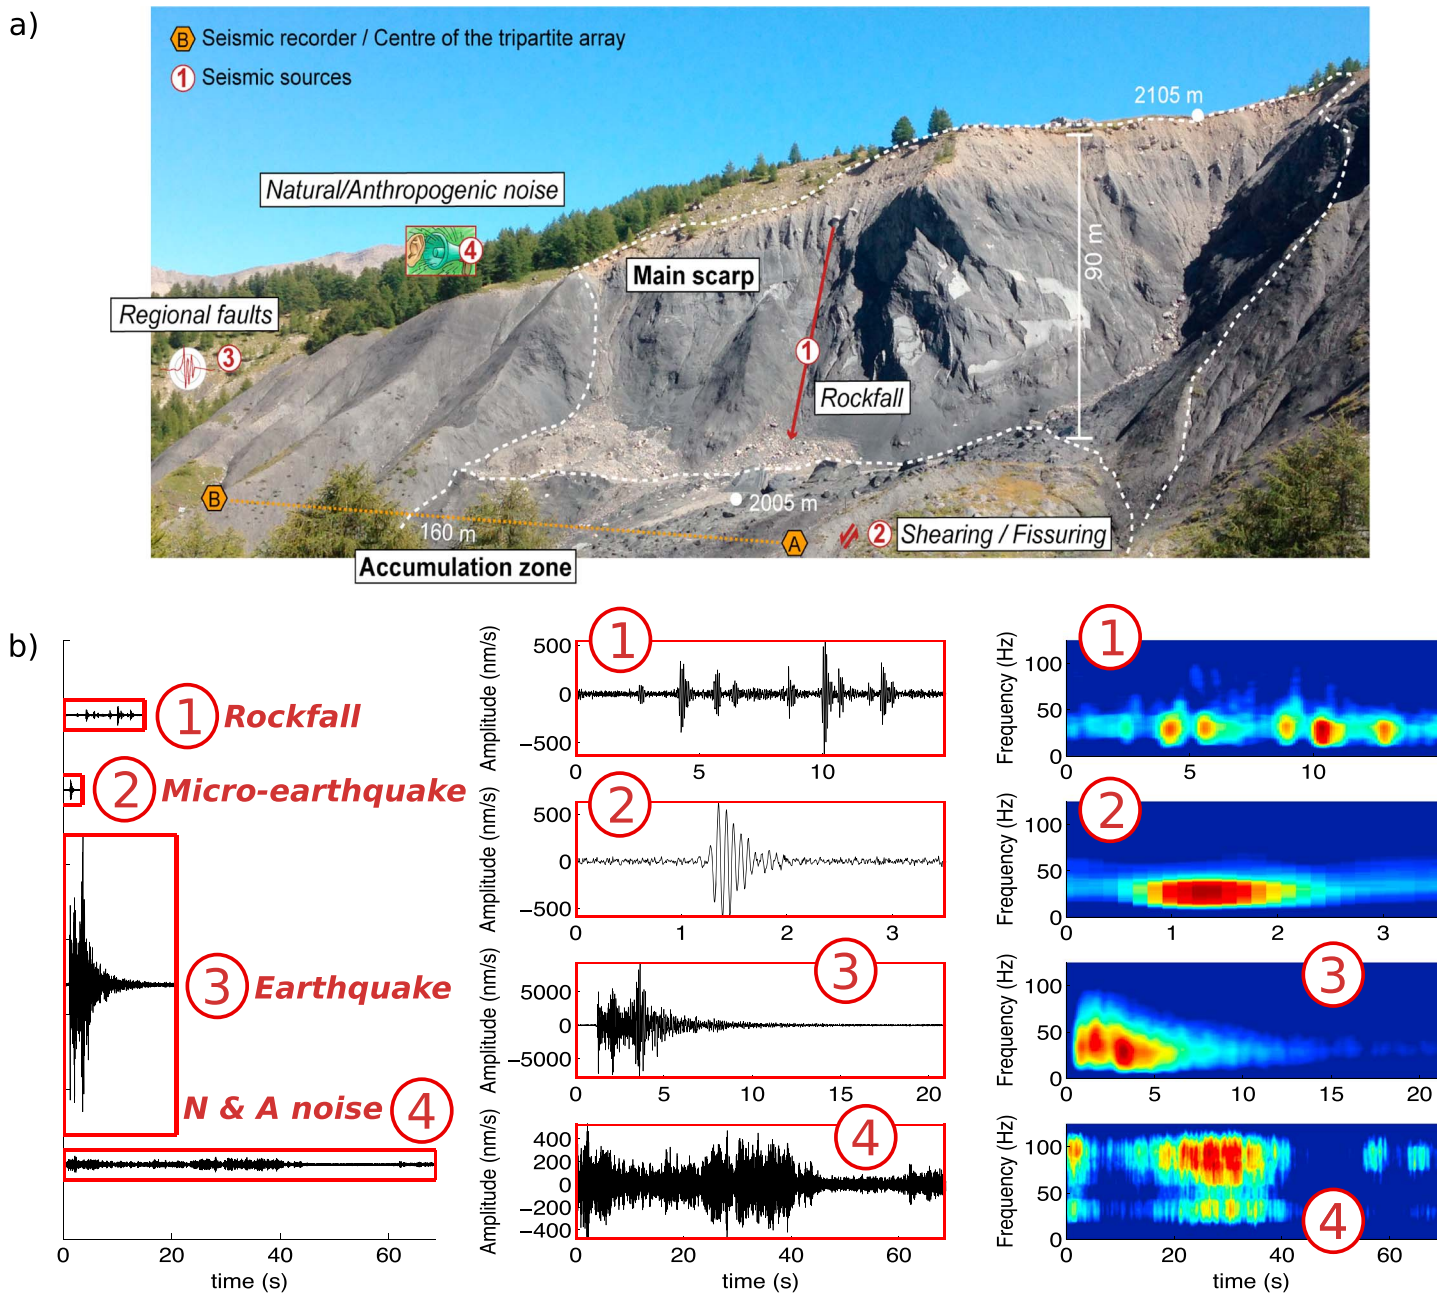 a)
B Seismic recorder / Centre of the tripartite array
1 Seismic sources
2105 m
Natural/Anthropogenic noise
4
90 m
Main scarp
Regional faults
3
1
Rockfall
B
2005 m
160 m
A
2 Shearing / Fissuring
Accumulation zone
b)
1 Rockfall
2 Micro-earthquake
3 Earthquake
N & A noise 4
0 20 40 60
time (s)
1
Amplitude (nm/s)
500
0
−500
0 5 10
2
Amplitude (nm/s)
500
0
−500
1 2 3
3
Amplitude (nm/s)
5000
0
−5000
0 5 10 15 20
4
Amplitude (nm/s)
400
200
0
−200
−400
0 20 40 60
time (s)
1
Frequency (Hz)
100
50
0
0 5 10
2
Frequency (Hz)
100
50
0
0 1 2 3
3
Frequency (Hz)
100
50
0
0 5 10 15 20
4
Frequency (Hz)
100
50
0
0 20 40 60
time (s)